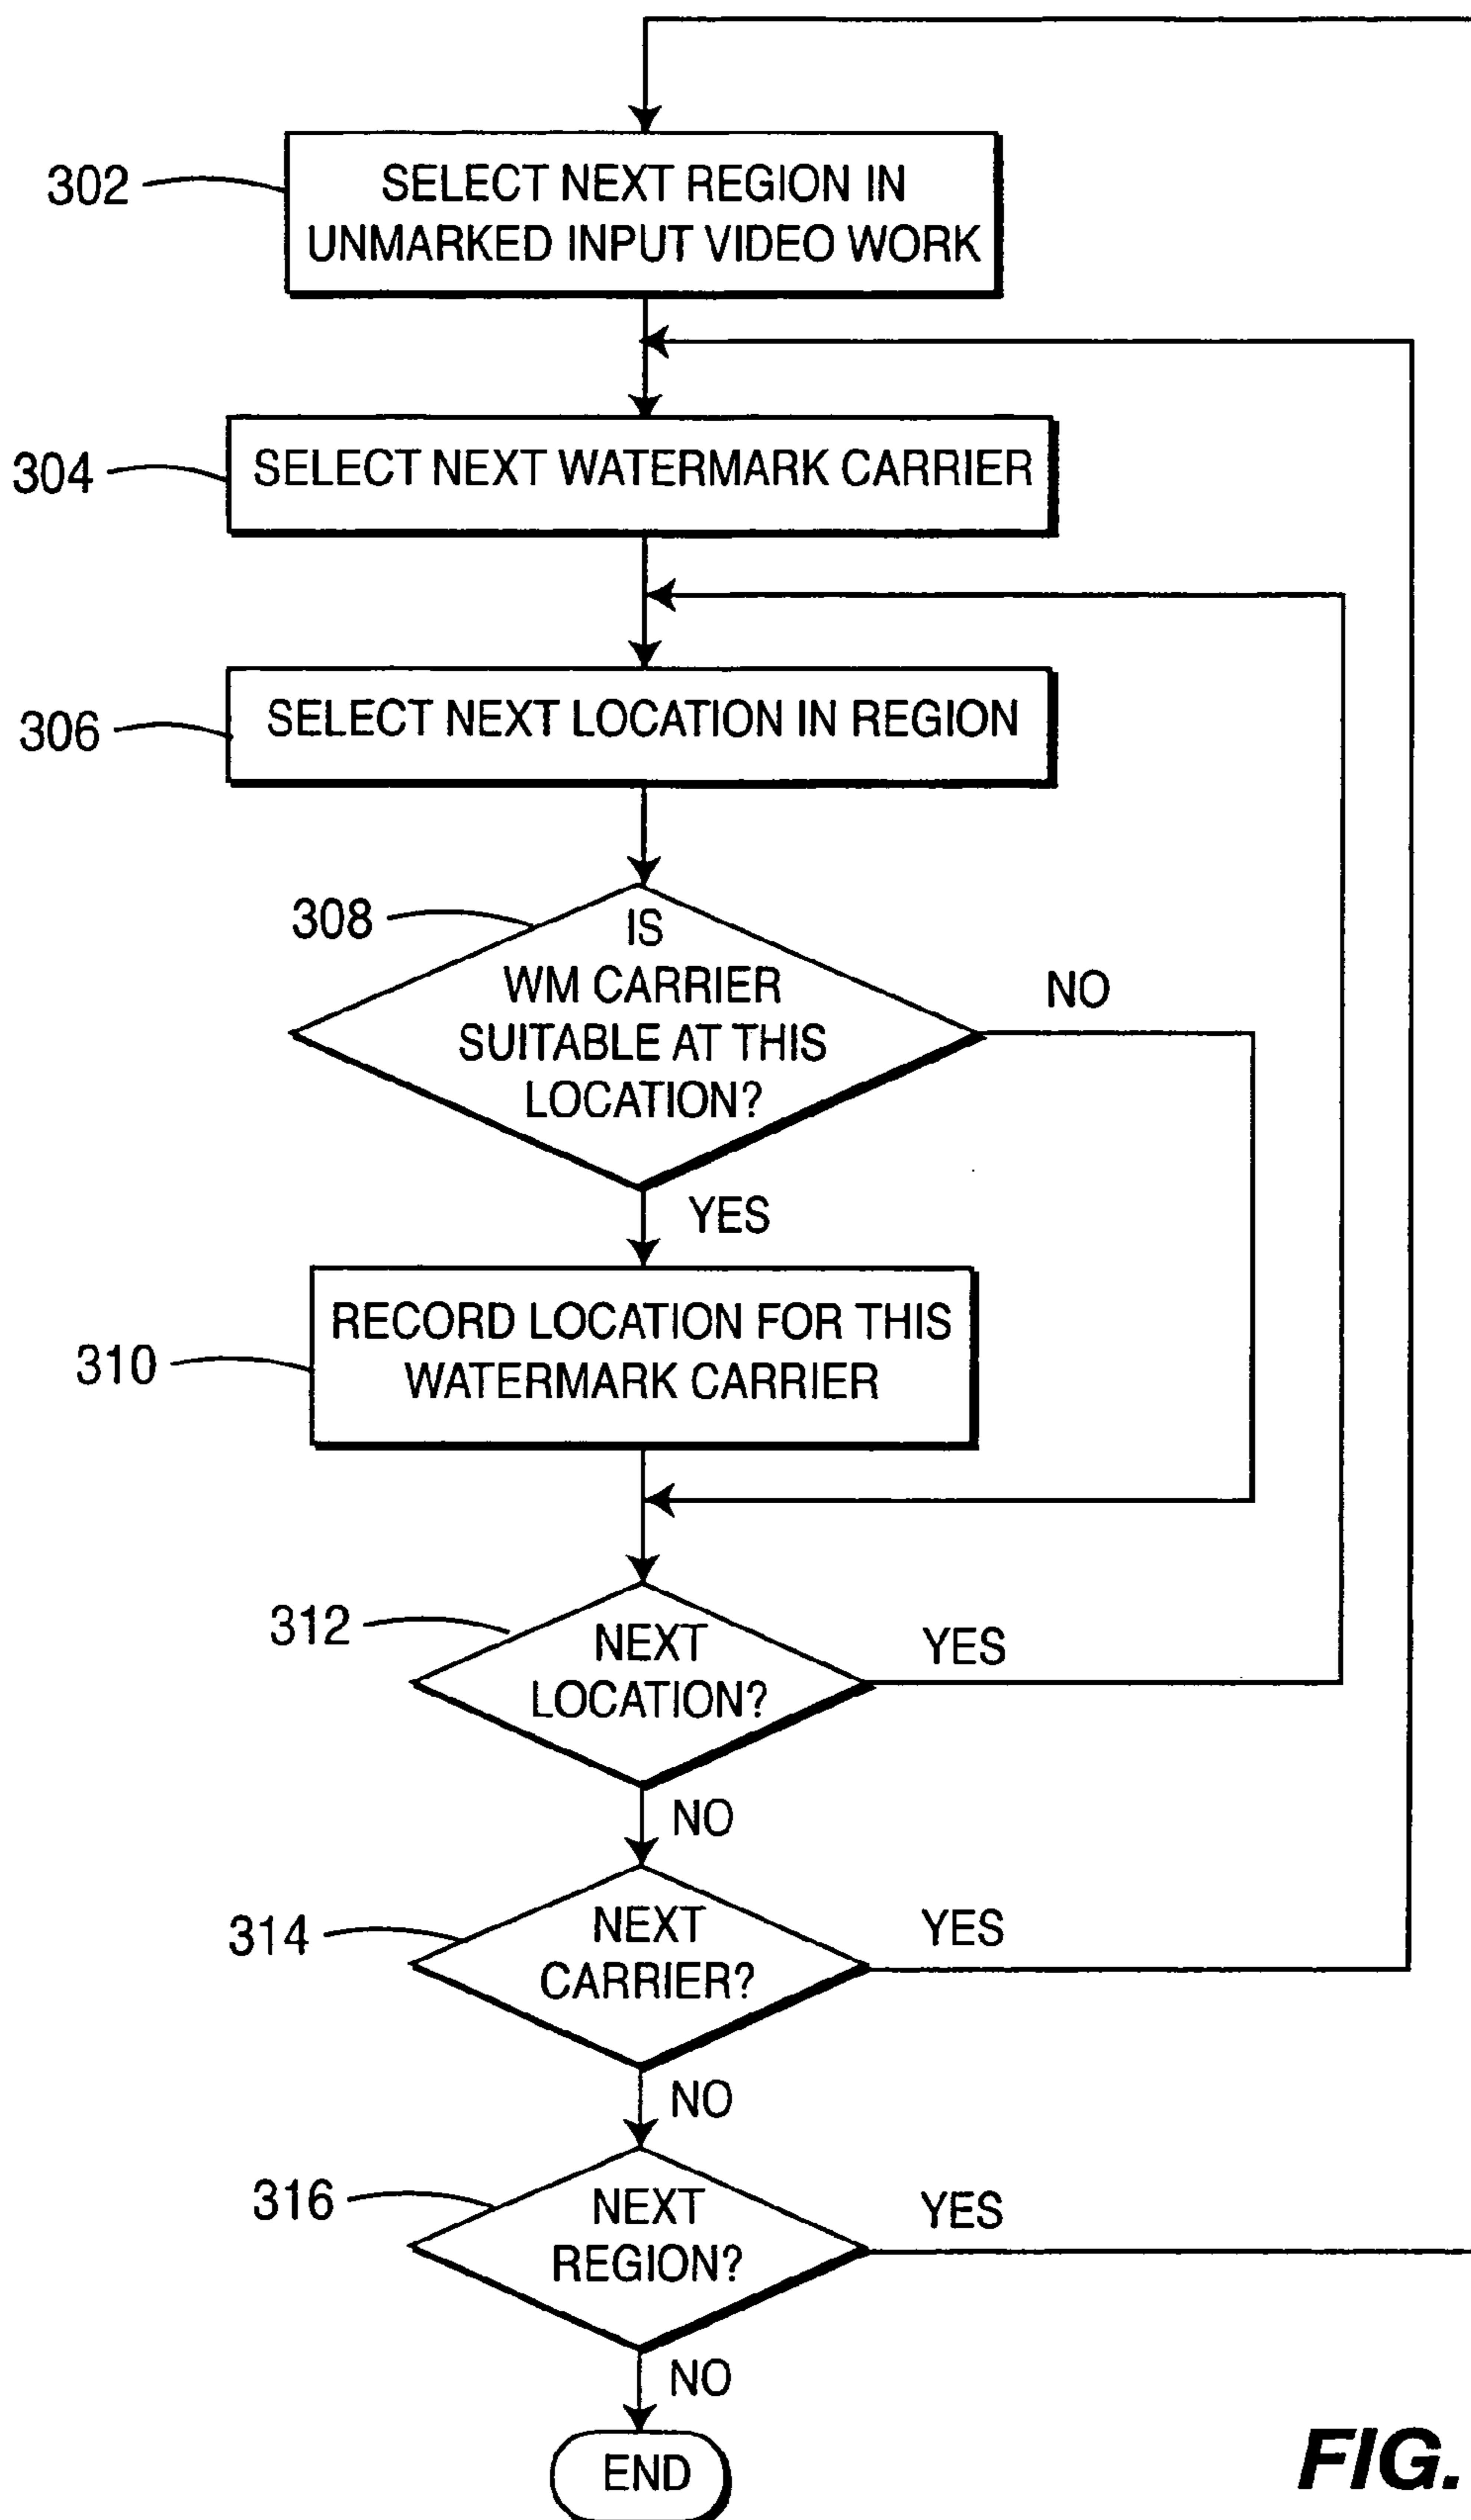 302
SELECT NEXT REGION IN
UNMARKED INPUT VIDEO WORK
304
SELECT NEXT WATERMARK CARRIER
306
SELECT NEXT LOCATION IN REGION
308
IS
WM CARRIER
SUITABLE AT THIS
LOCATION?
NO
YES
310
RECORD LOCATION FOR THIS
WATERMARK CARRIER
312
NEXT
LOCATION?
YES
NO
314
NEXT
CARRIER?
YES
NO
316
NEXT
REGION?
YES
NO
END
FIG.